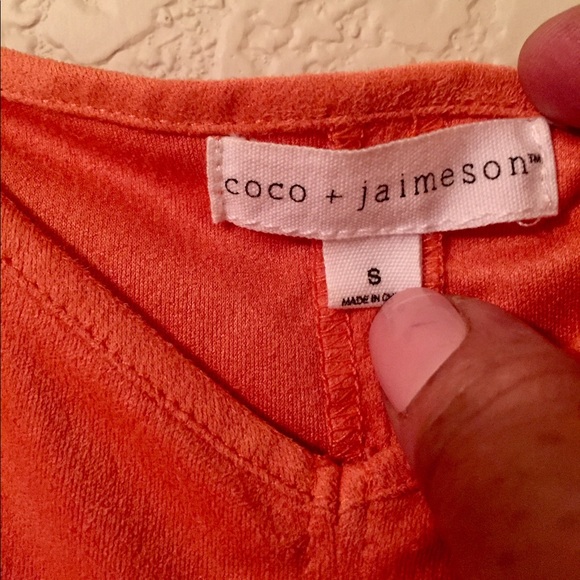 coco + jaimeson™
S
MADE IN